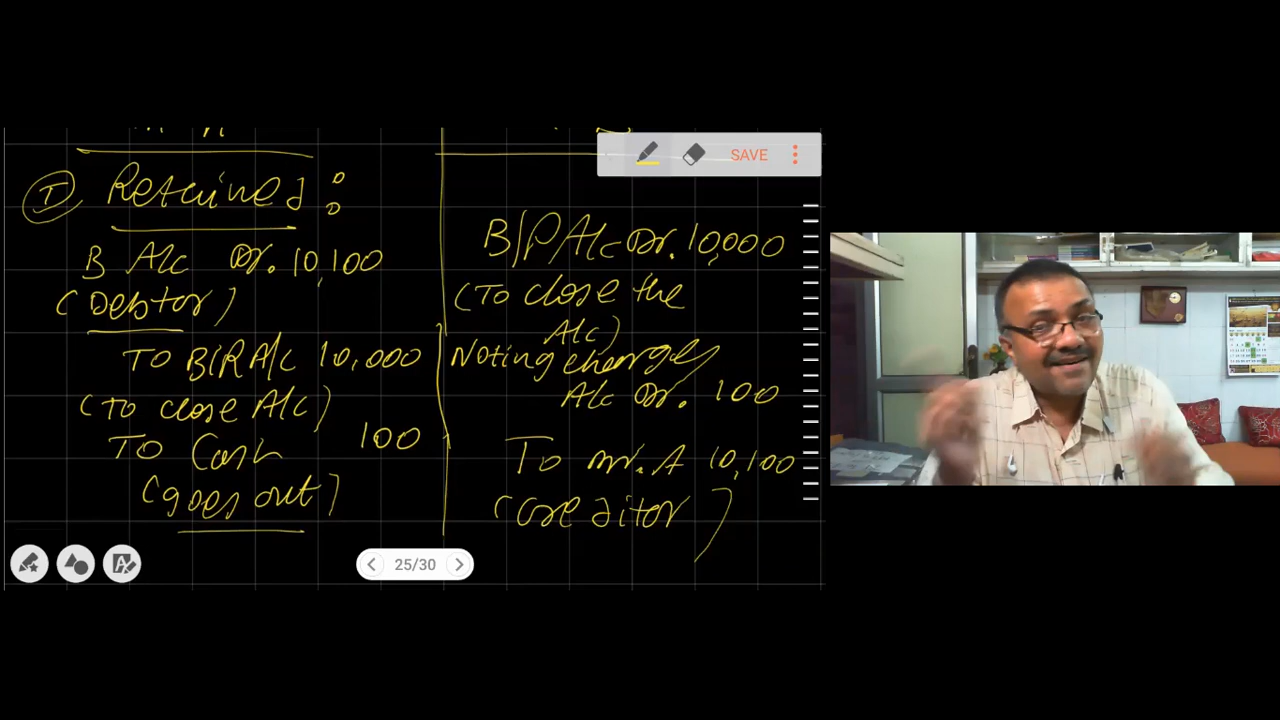 SAVE
I Retained :
B A/c Dr. 10,100
(Debtor)
To B/R A/c 10,000
(To close A/c)
To Cash 100
(goes out)
B/P A/c Dr. 10,000
(To close the
A/c)
Noting charges
A/c Dr. 100
To Mr. A 10,100
(Creditor)
25/30